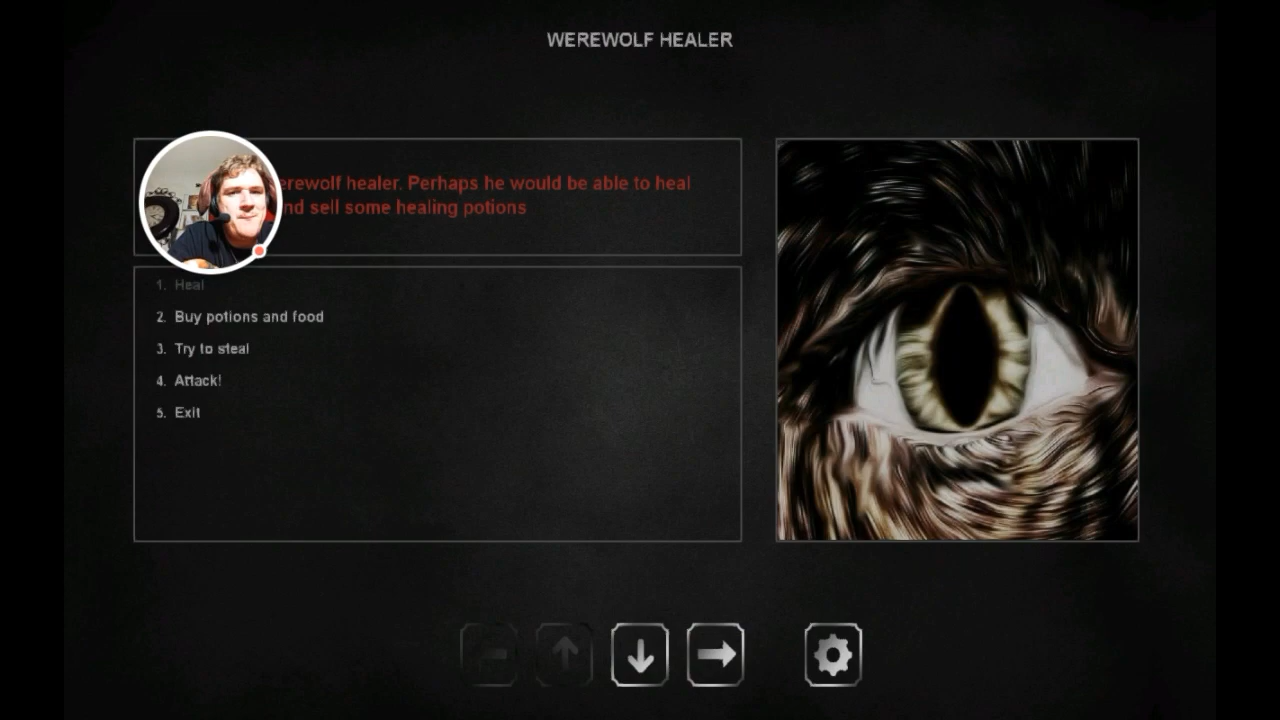 WEREWOLF HEALER
erewolf healer. Perhaps he would be able to heal
nd sell some healing potions
1. Heal
2. Buy potions and food
3. Try to steal
4. Attack!
5. Exit